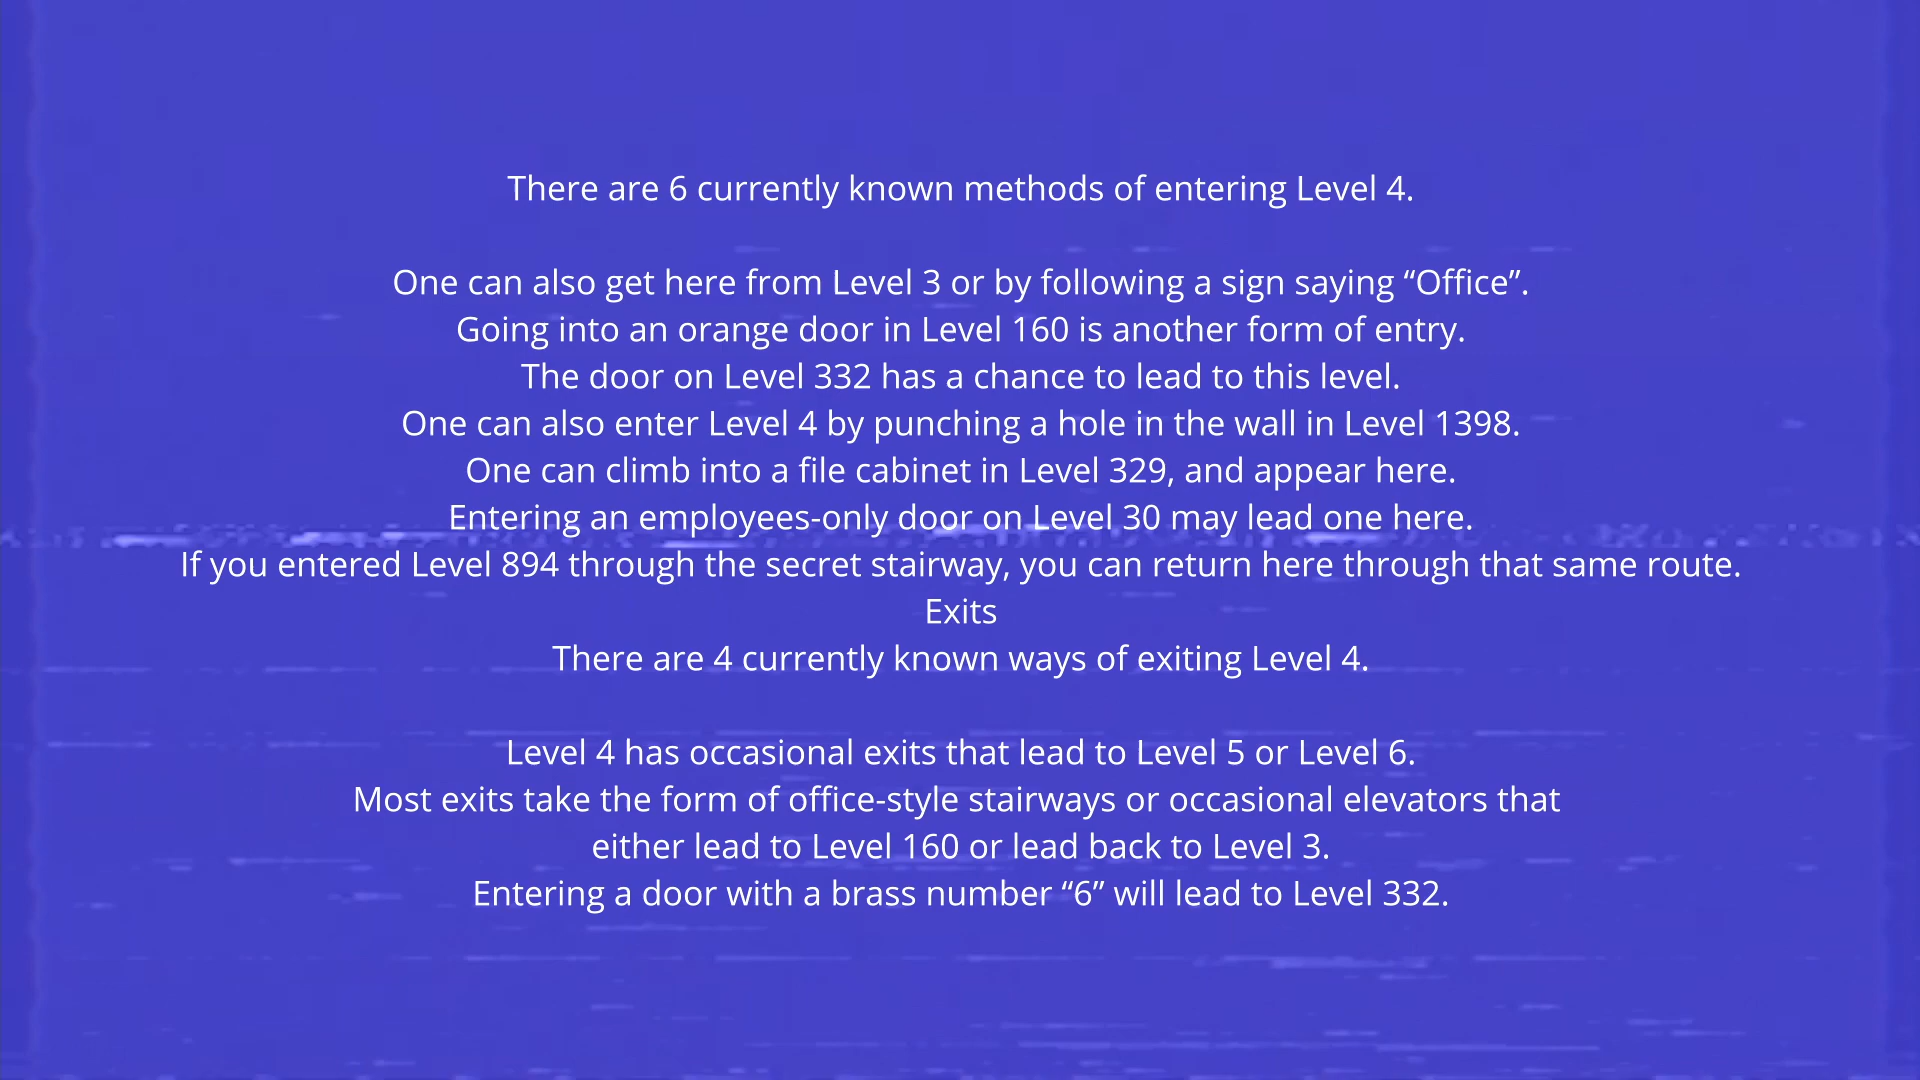 There are 6 currently known methods of entering Level 4.
One can also get here from Level 3 or by following a sign saying “Office”.
Going into an orange door in Level 160 is another form of entry.
The door on Level 332 has a chance to lead to this level.
One can also enter Level 4 by punching a hole in the wall in Level 1398.
One can climb into a file cabinet in Level 329, and appear here.
Entering an employees-only door on Level 30 may lead one here.
If you entered Level 894 through the secret stairway, you can return here through that same route.
Exits
There are 4 currently known ways of exiting Level 4.
Level 4 has occasional exits that lead to Level 5 or Level 6.
Most exits take the form of office-style stairways or occasional elevators that
either lead to Level 160 or lead back to Level 3.
Entering a door with a brass number “6” will lead to Level 332.